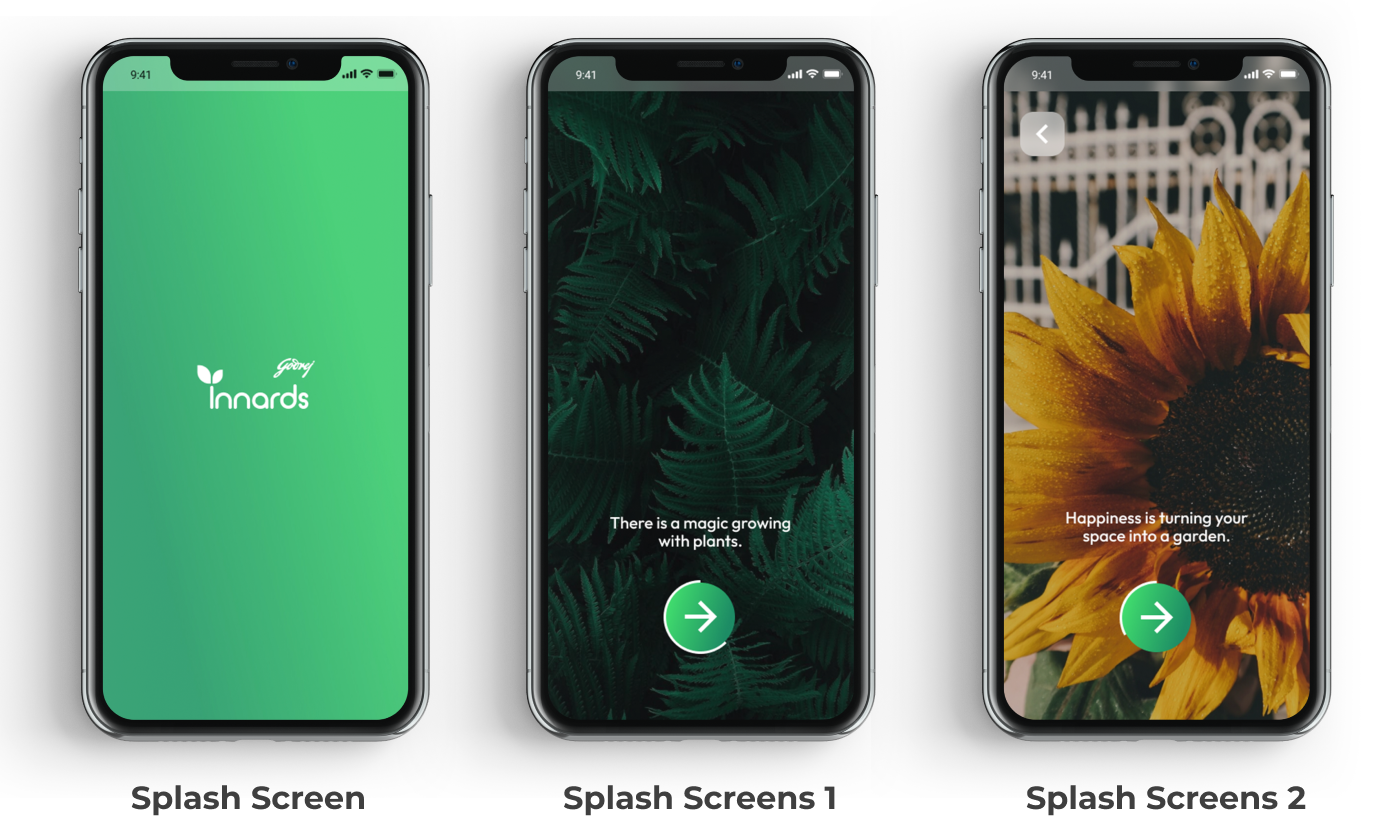 9:41
Godrej
Innards
Splash Screen
9:41
There is a magic growing
with plants.
Splash Screens 1
9:41
Happiness is turning your
space into a garden.
Splash Screens 2